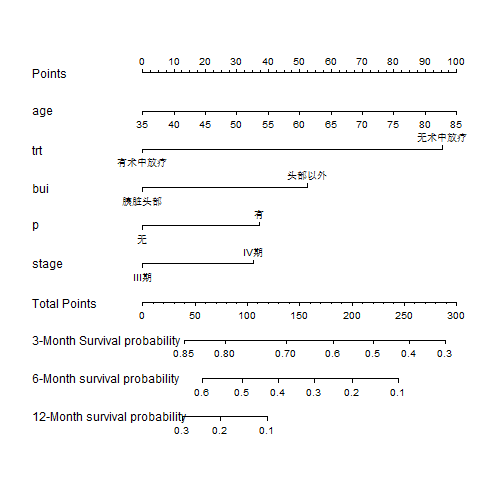 0 10 20 30 40 50 60 70 80 90 100
Points
age
35 40 45 50 55 60 65 70 75 80 85
无术中放疗
trt
有术中放疗
头部以外
bui
胰脏头部
有
p
无
IV期
stage
III期
Total Points
0 50 100 150 200 250 300
3-Month Survival probability
0.85 0.80 0.70 0.6 0.5 0.4 0.3
6-Month survival probability
0.6 0.5 0.4 0.3 0.2 0.1
12-Month survival probability
0.3 0.2 0.1